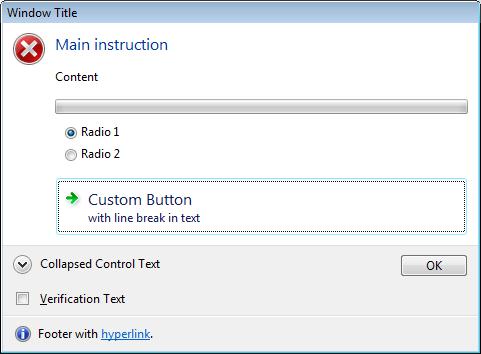 Window Title
Main instruction
Content
Radio 1
Radio 2
Custom Button
with line break in text
Collapsed Control Text
OK
Verification Text
Footer with hyperlink.